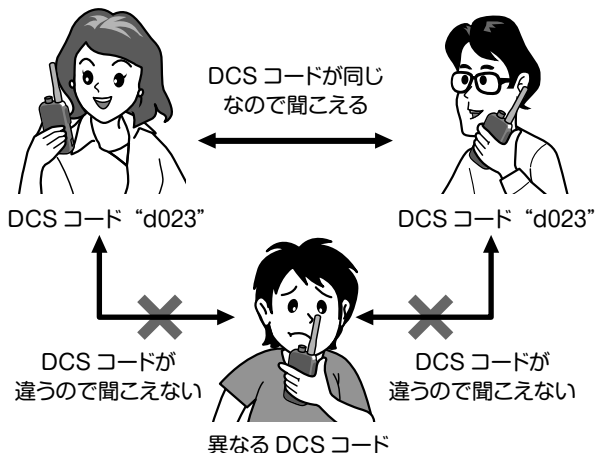 DCS コードが同じ
なので聞こえる
DCS コード “d023”
DCS コード “d023”
DCS コードが
違うので聞こえない
DCS コードが
違うので聞こえない
異なる DCS コード